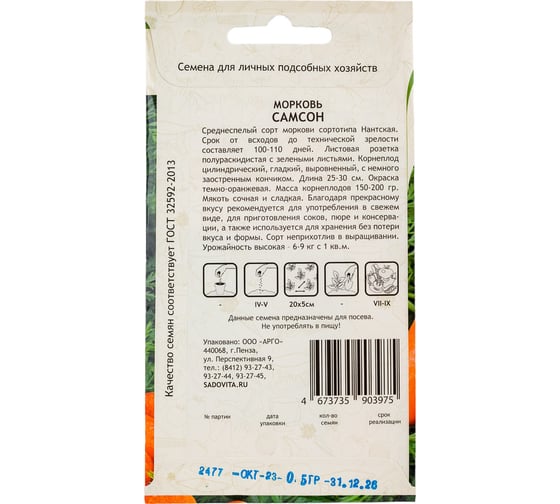 Семена для личных подсобных хозяйств
МОРКОВЬ
САМСОН
Среднеспелый сорт моркови сортотипа Нантская.
Срок от всходов до технической зрелости
составляет 100-110 дней. Листовая розетка
полураскидистая с зелеными листьями. Корнеплод
цилиндрический, гладкий, выровненный, с немного
заостренным кончиком. Длина 25-30 см. Окраска
темно-оранжевая. Масса корнеплодов 150-200 гр.
Мякоть сочная и сладкая. Благодаря прекрасному
вкусу рекомендуется для употребления в свежем
виде, для приготовления соков, пюре и консерва-
ции, а также используется для хранения без потери
вкуса и формы. Сорт неприхотлив в выращивании.
Урожайность высокая - 6-9 кг с 1 кв.м.
- IV-V 20х5см - VII-IX
Данные семена предназначены для посева.
Не употреблять в пищу!
Упаковано: ООО «АРГО»
440068, г.Пенза,
ул. Перспективная 9,
тел.: (8412) 93-27-43,
93-27-44, 93-27-45,
SADOVITA.RU
4 673735 903975
№ партии дата упаковки кол-во семян срок реализации
2477 -ОКТ-23- 0.5ГР -31.12.26
Качество семян соответствует ГОСТ 32592-2013